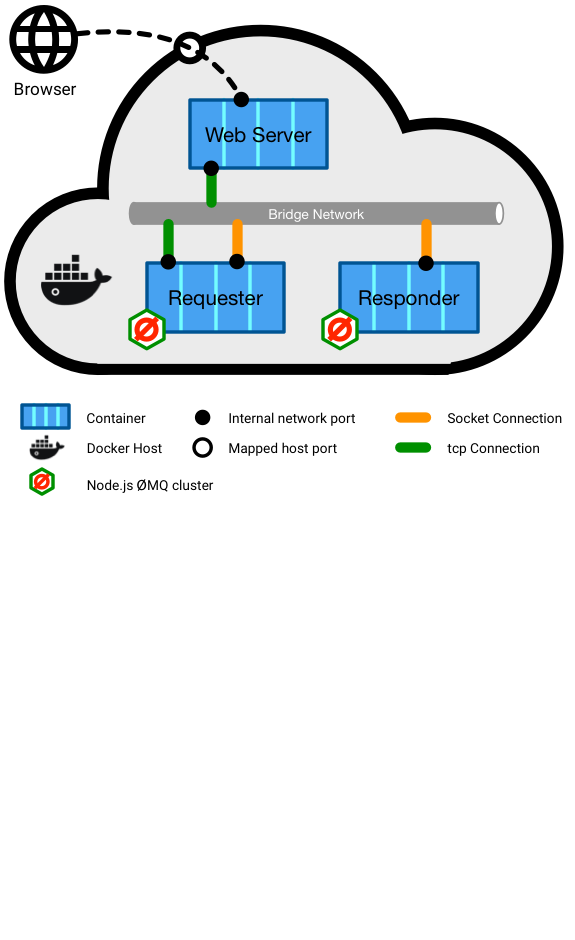 Browser
Web Server
Bridge Network
Requester
Responder
Container
Internal network port
Socket Connection
Docker Host
Mapped host port
tcp Connection
Node.js ØMQ cluster